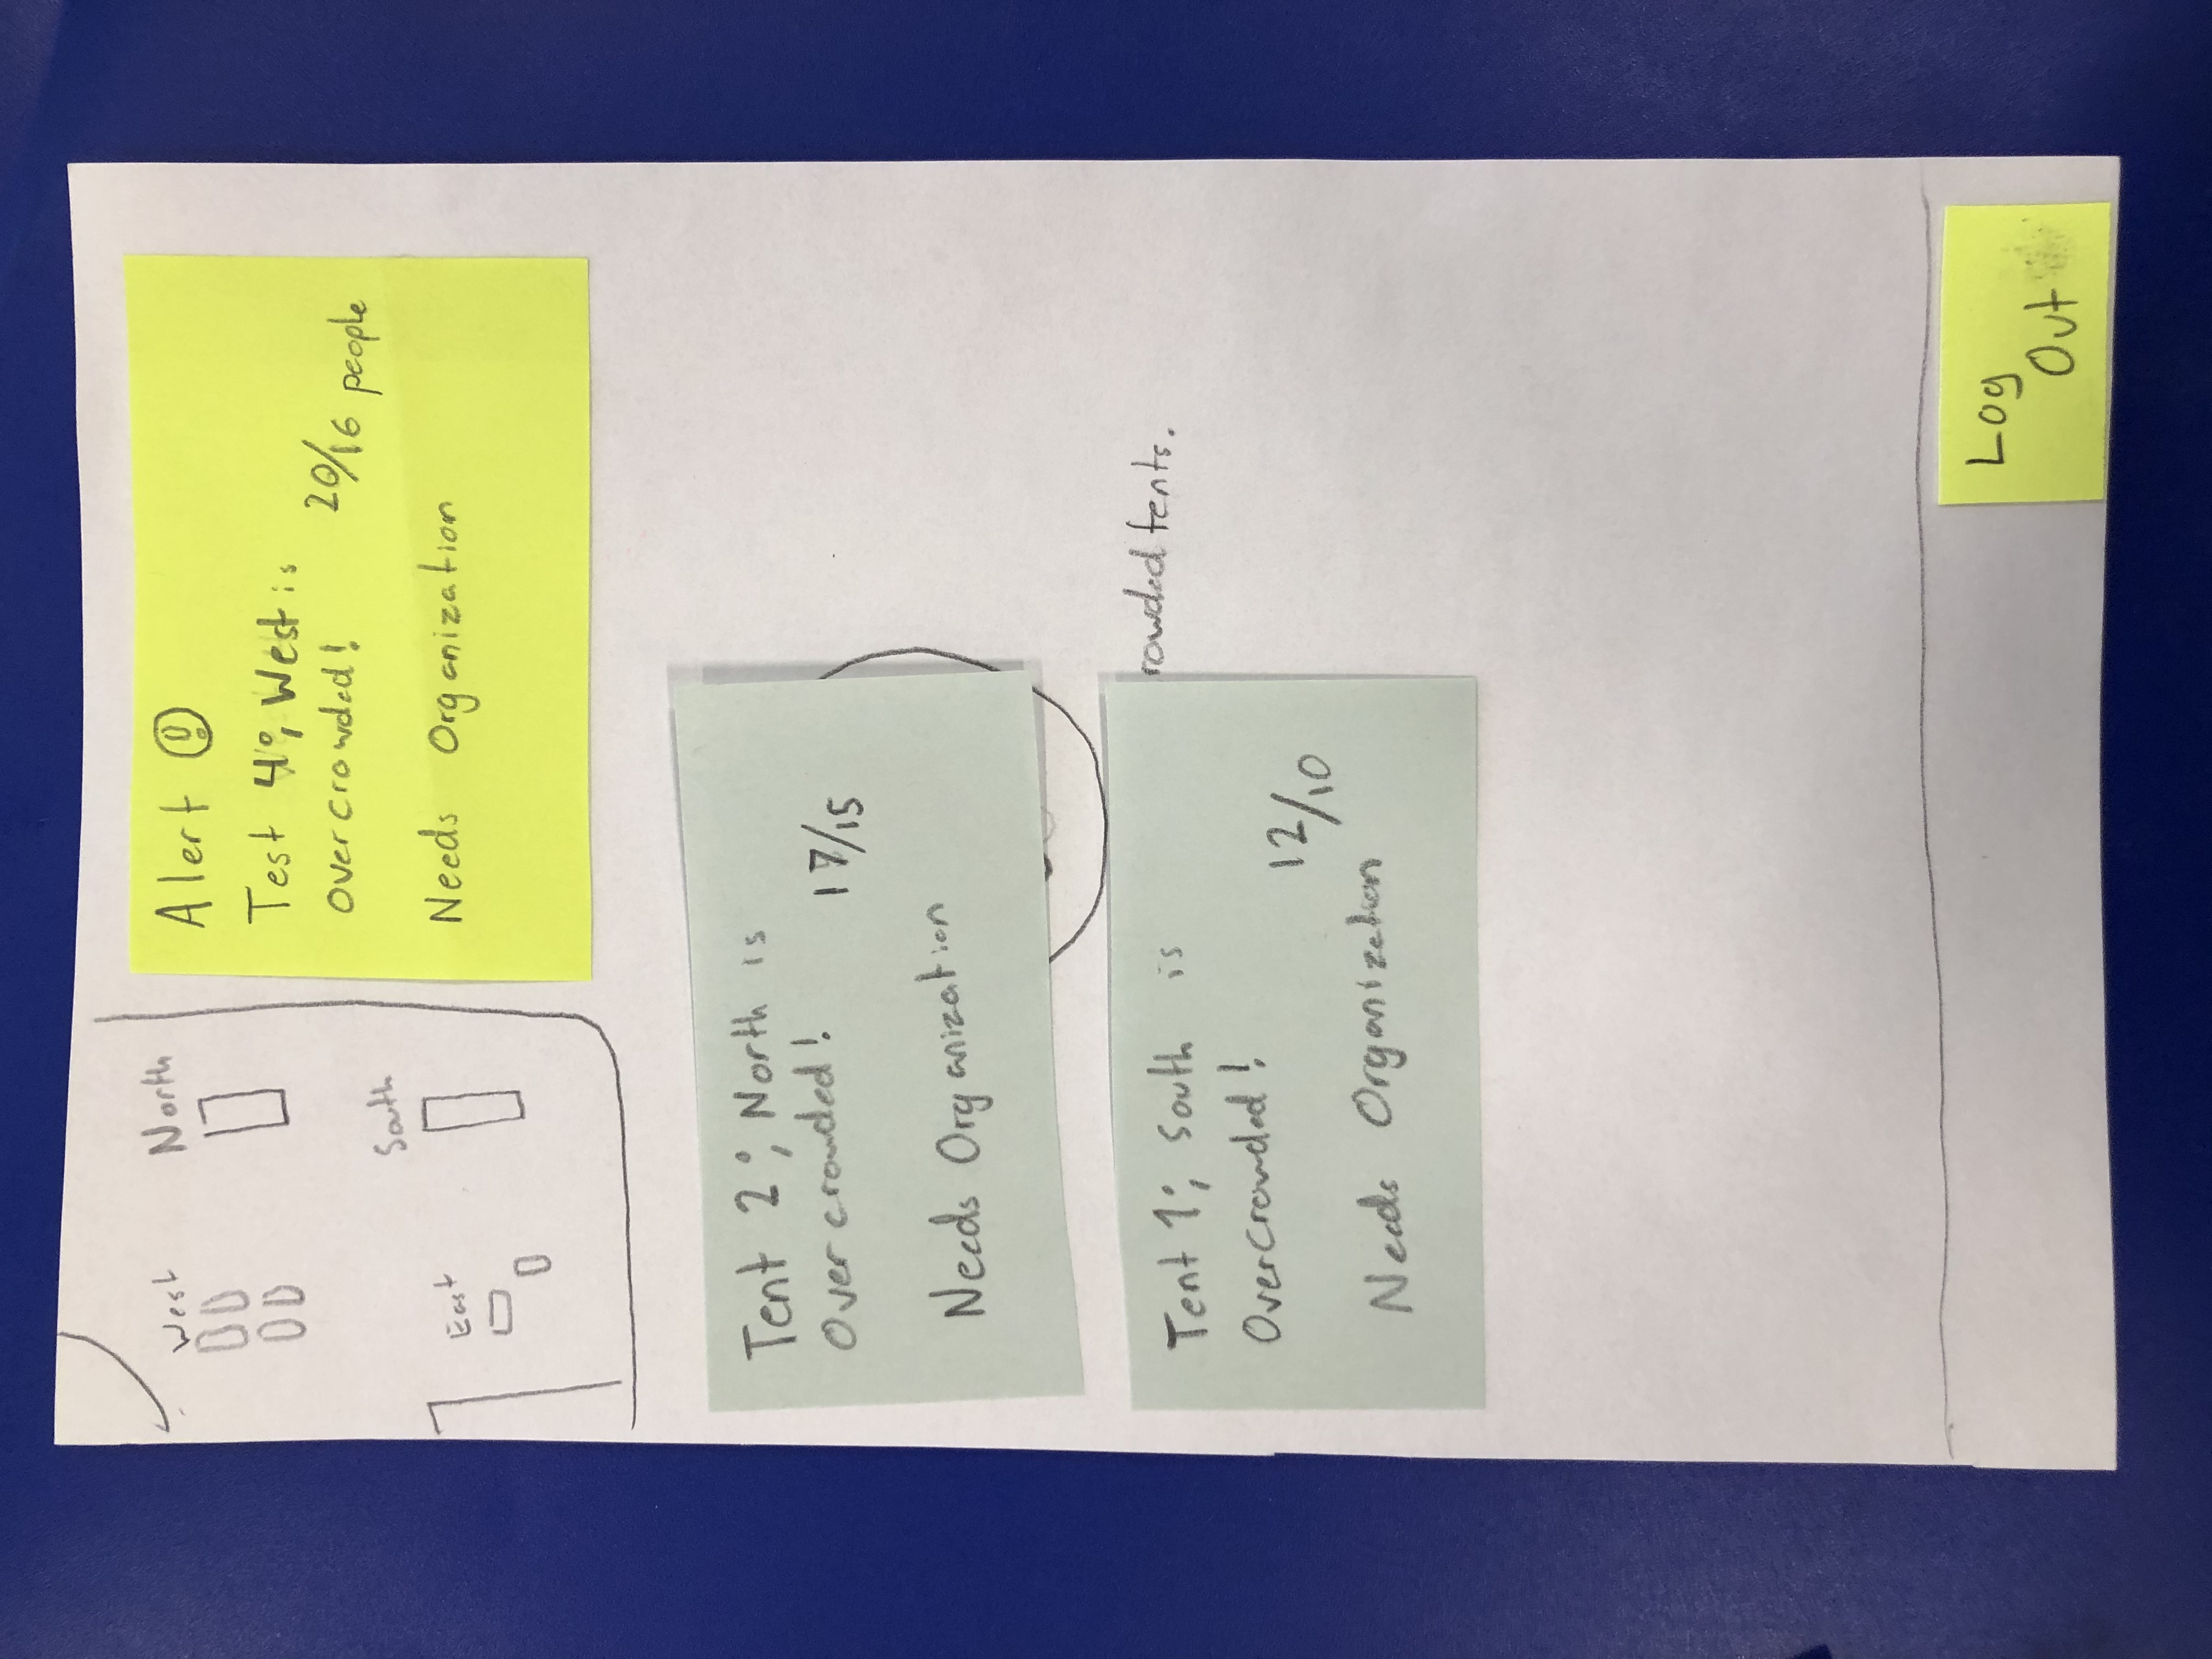 West
North
South
East
Alert
Test 4; West is
Overcrowded!
20/16 people
Needs Organization
Tent 2; North is
Overcrowded!
17/15
Needs Organization
rowded tents.
Tent 1; South is
Overcrowded!
12/10
Needs Organization
Log
Out